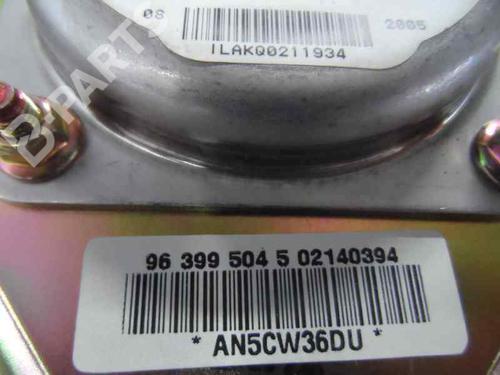 08 2005
ILAKQ0211934
B-PARTS
96 399 504 5 02140394
* AN5CW36DU *